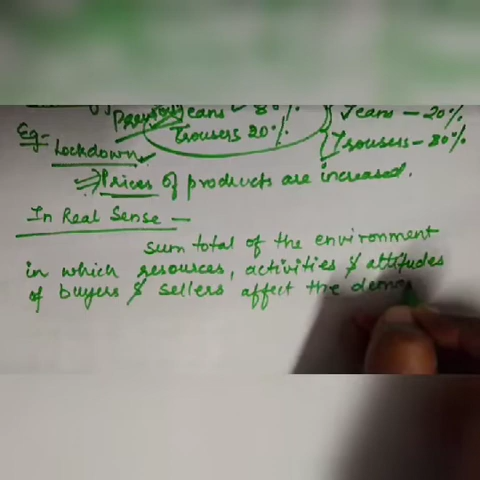 Jeans - 80% Jeans - 20%
Trousers 20% Trousers - 80%
Eg- Lockdown
Prices of products are increased.
In Real Sense -
sum total of the environment
in which resources, activities & attitudes
of buyers & sellers affect the